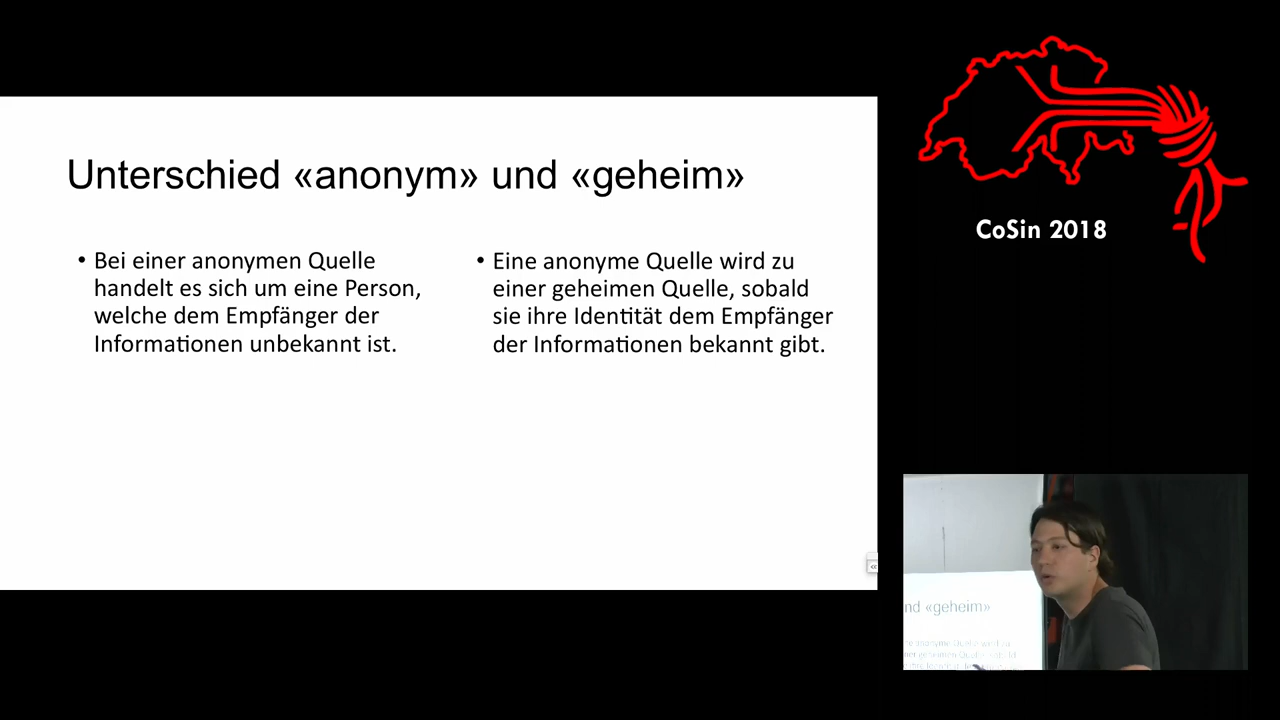 Unterschied «anonym» und «geheim»
• Bei einer anonymen Quelle
handelt es sich um eine Person,
welche dem Empfänger der
Informationen unbekannt ist.
• Eine anonyme Quelle wird zu
einer geheimen Quelle, sobald
sie ihre Identität dem Empfänger
der Informationen bekannt gibt.
CoSin 2018
nd «geheim»